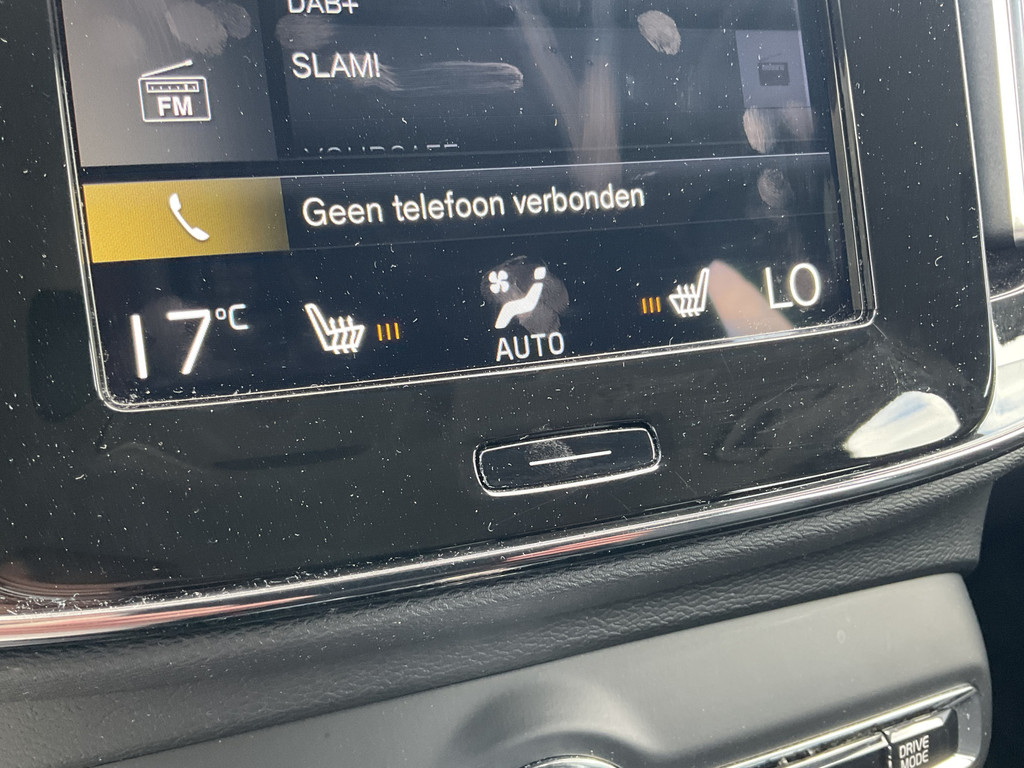 DAB+
SLAM!
FM
Geen telefoon verbonden
17°C
LO
AUTO
DRIVE
MODE